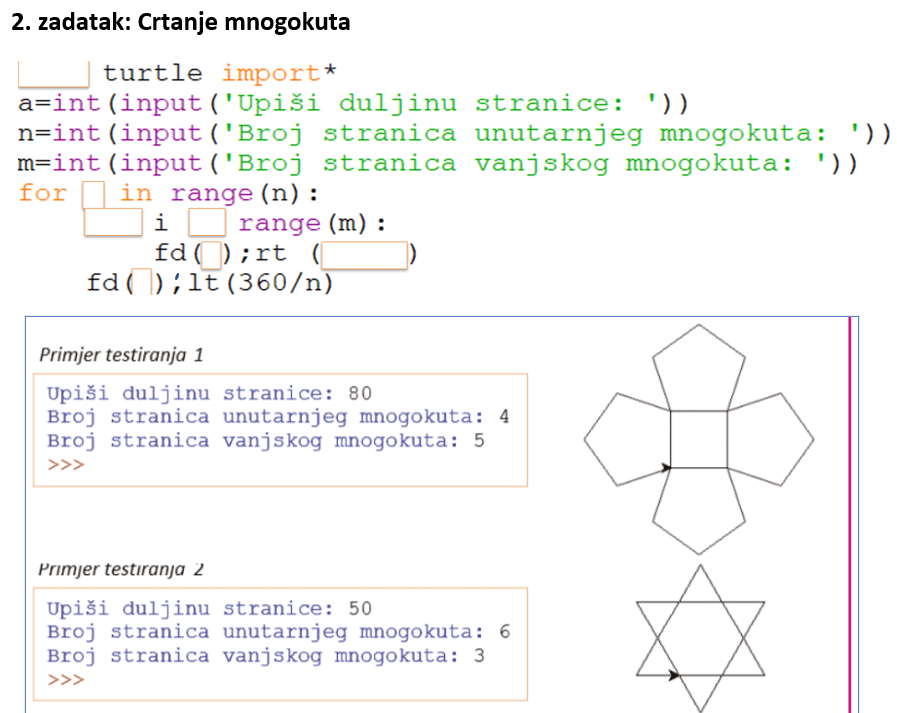 2. zadatak: Crtanje mnogokuta
turtle import*
a=int(input('Upiši duljinu stranice: '))
n=int(input('Broj stranica unutarnjeg mnogokuta: '))
m=int(input('Broj stranica vanjskog mnogokuta: '))
for in range(n):
i range(m):
fd( );rt ( )
fd( );lt(360/n)
Primjer testiranja 1
Upiši duljinu stranice: 80
Broj stranica unutarnjeg mnogokuta: 4
Broj stranica vanjskog mnogokuta: 5
>>>
Primjer testiranja 2
Upiši duljinu stranice: 50
Broj stranica unutarnjeg mnogokuta: 6
Broj stranica vanjskog mnogokuta: 3
>>>